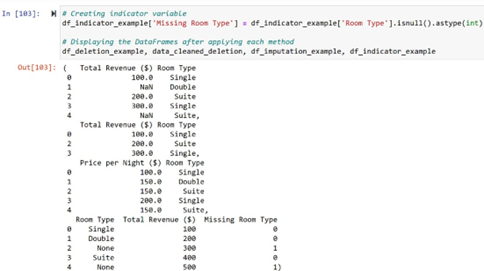 In [103]: # Creating indicator variable
df_indicator_example['Missing Room Type'] = df_indicator_example['Room Type'].isnull().astype(int)
# Displaying the DataFrames after applying each method
df_deletion_example, data_cleaned_deletion, df_imputation_example, df_indicator_example
Out[103]: (   Total Revenue ($) Room Type
0 100.0 Single
1 NaN Double
2 200.0 Suite
3 300.0 Single
4 NaN Suite,
Total Revenue ($) Room Type
0 100.0 Single
2 200.0 Suite
3 300.0 Single,
Price per Night ($) Room Type
0 100.0 Single
1 150.0 Double
2 150.0 Suite
3 200.0 Single
4 150.0 Suite,
Room Type Total Revenue ($) Missing Room Type
0 Single 100 0
1 Double 200 0
2 None 300 1
3 Suite 400 0
4 None 500 1)